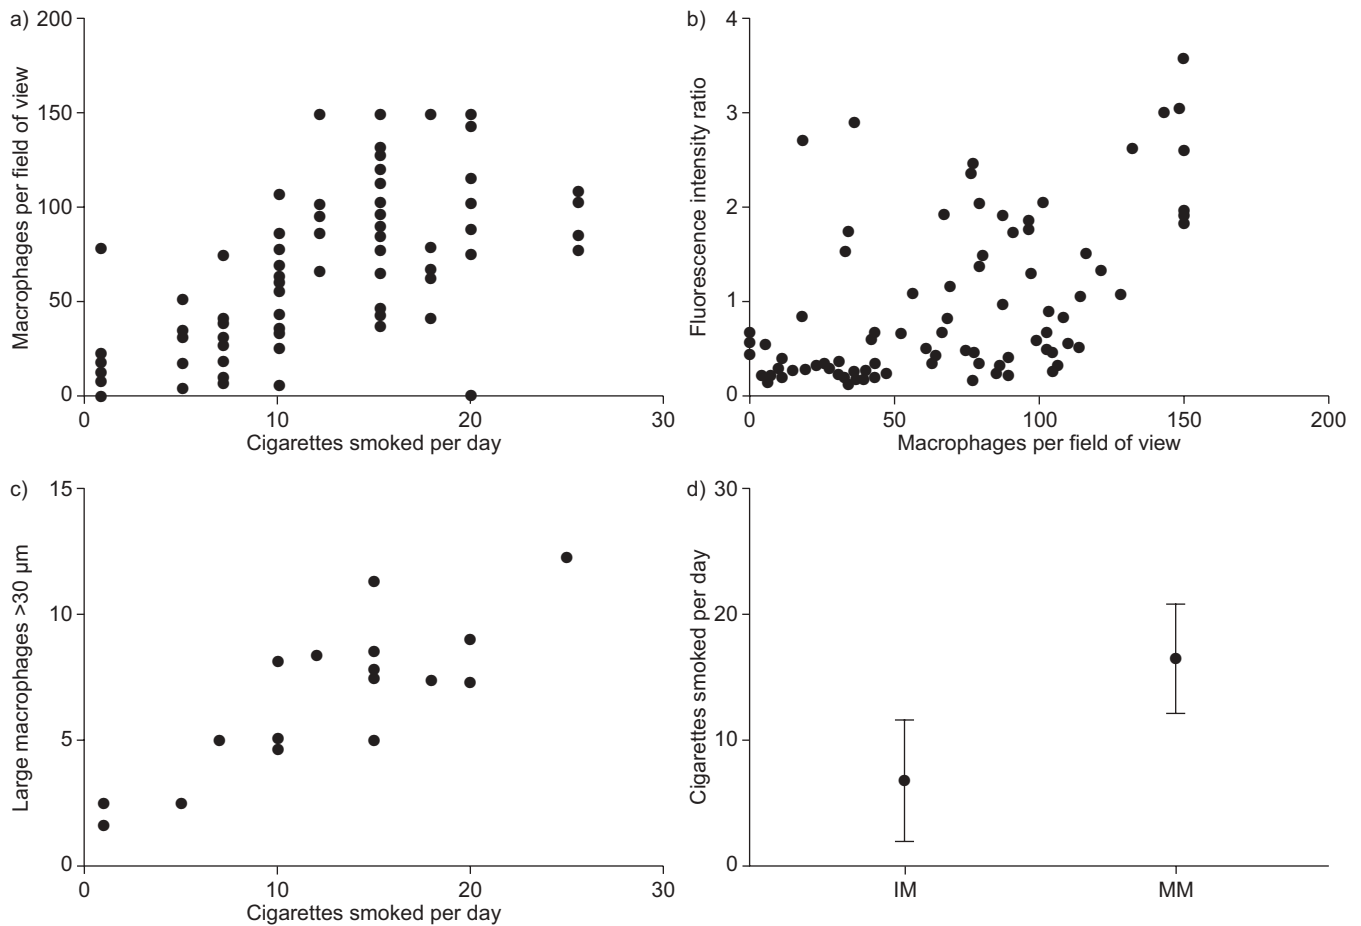 a)
200
150
100
50
0
Macrophages per field of view
0 10 20 30
Cigarettes smoked per day
b)
4
3
2
1
0
Fluorescence intensity ratio
0 50 100 150 200
Macrophages per field of view
c)
15
10
5
0
Large macrophages >30 µm
0 10 20 30
Cigarettes smoked per day
d)
30
20
10
0
Cigarettes smoked per day
IM MM